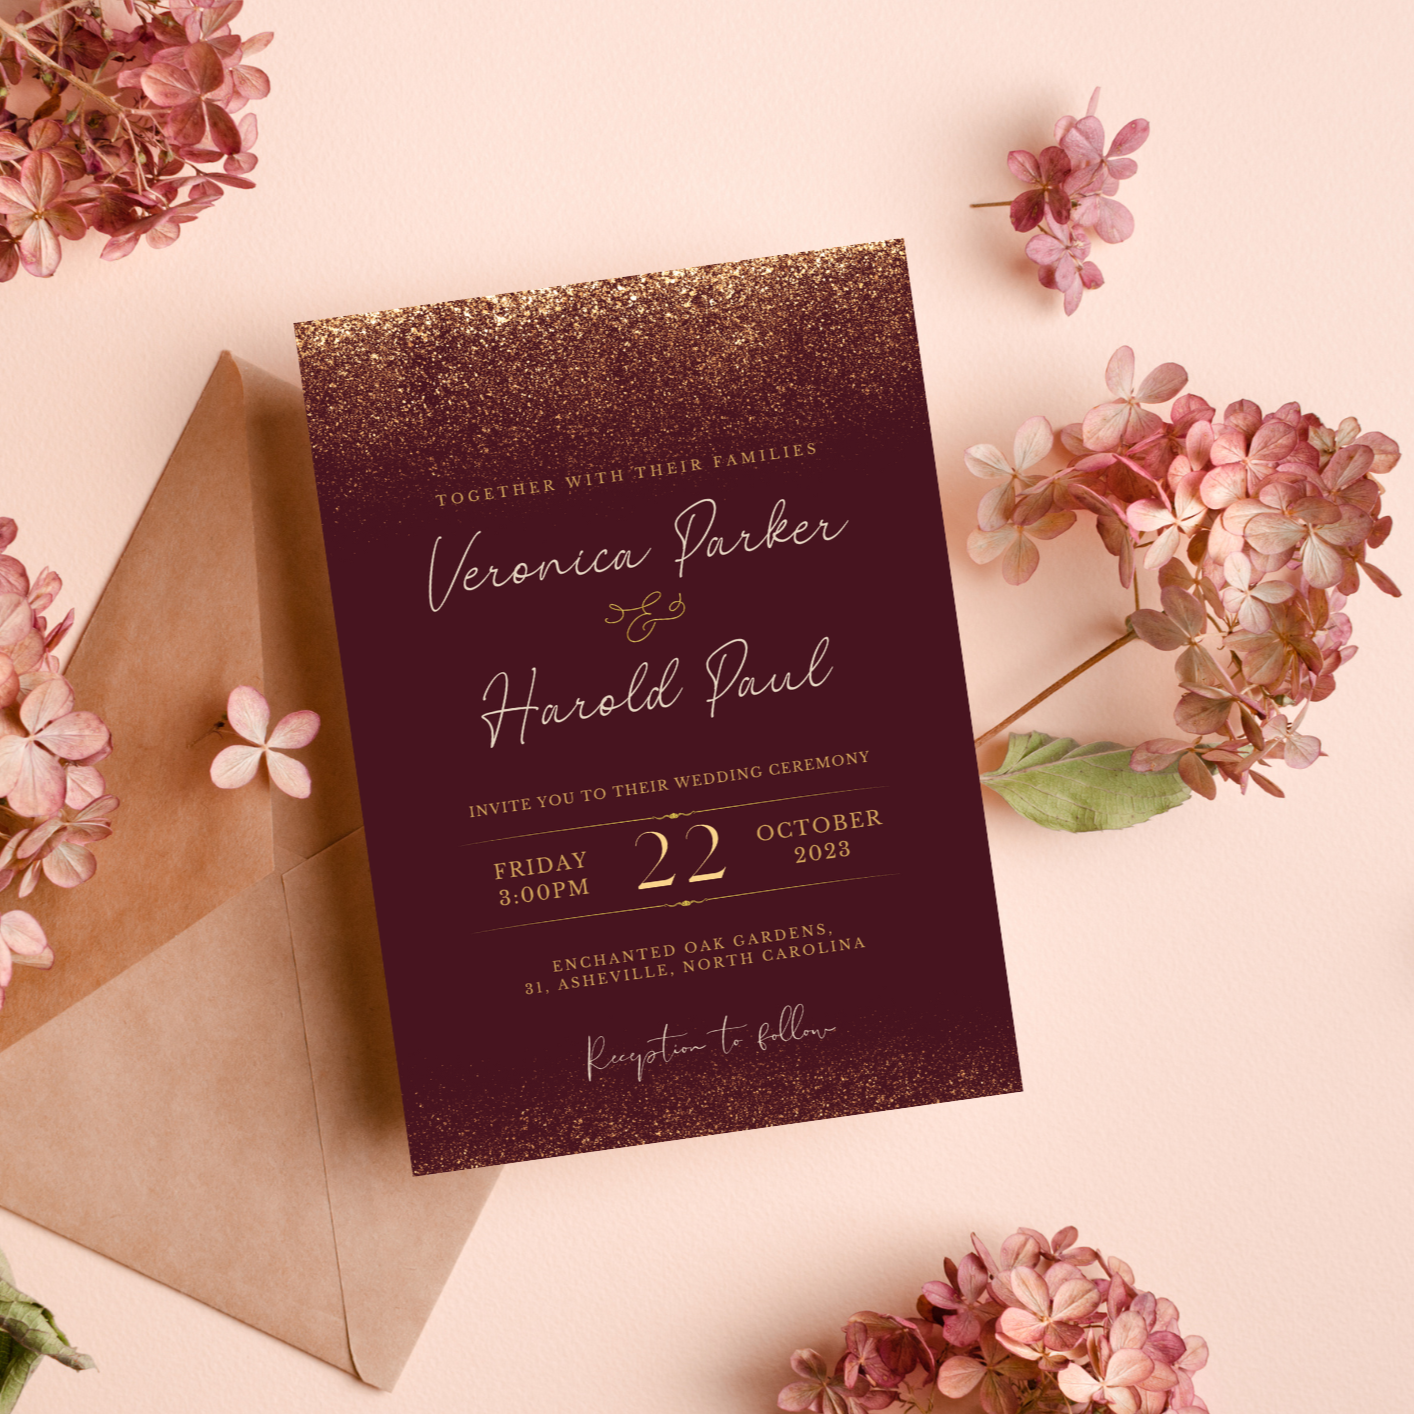 TOGETHER WITH THEIR FAMILIES
Veronica Parker
&
Harold Paul
INVITE YOU TO THEIR WEDDING CEREMONY
FRIDAY
3:00PM
22
OCTOBER
2023
ENCHANTED OAK GARDENS,
31, ASHEVILLE, NORTH CAROLINA
Reception to follow